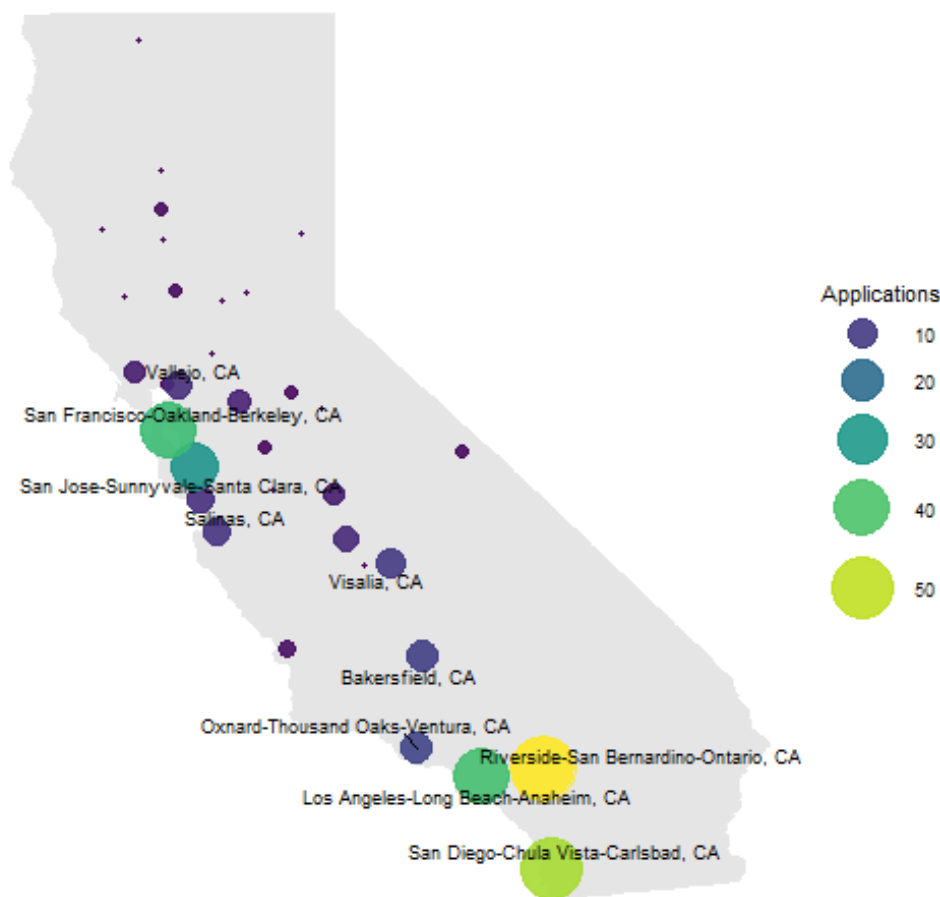 Applications
10
20
30
40
50
Vallejo, CA
San Francisco-Oakland-Berkeley, CA
San Jose-Sunnyvale-Santa Clara, CA
Salinas, CA
Visalia, CA
Bakersfield, CA
Oxnard-Thousand Oaks-Ventura, CA
Riverside-San Bernardino-Ontario, CA
Los Angeles-Long Beach-Anaheim, CA
San Diego-Chula Vista-Carlsbad, CA